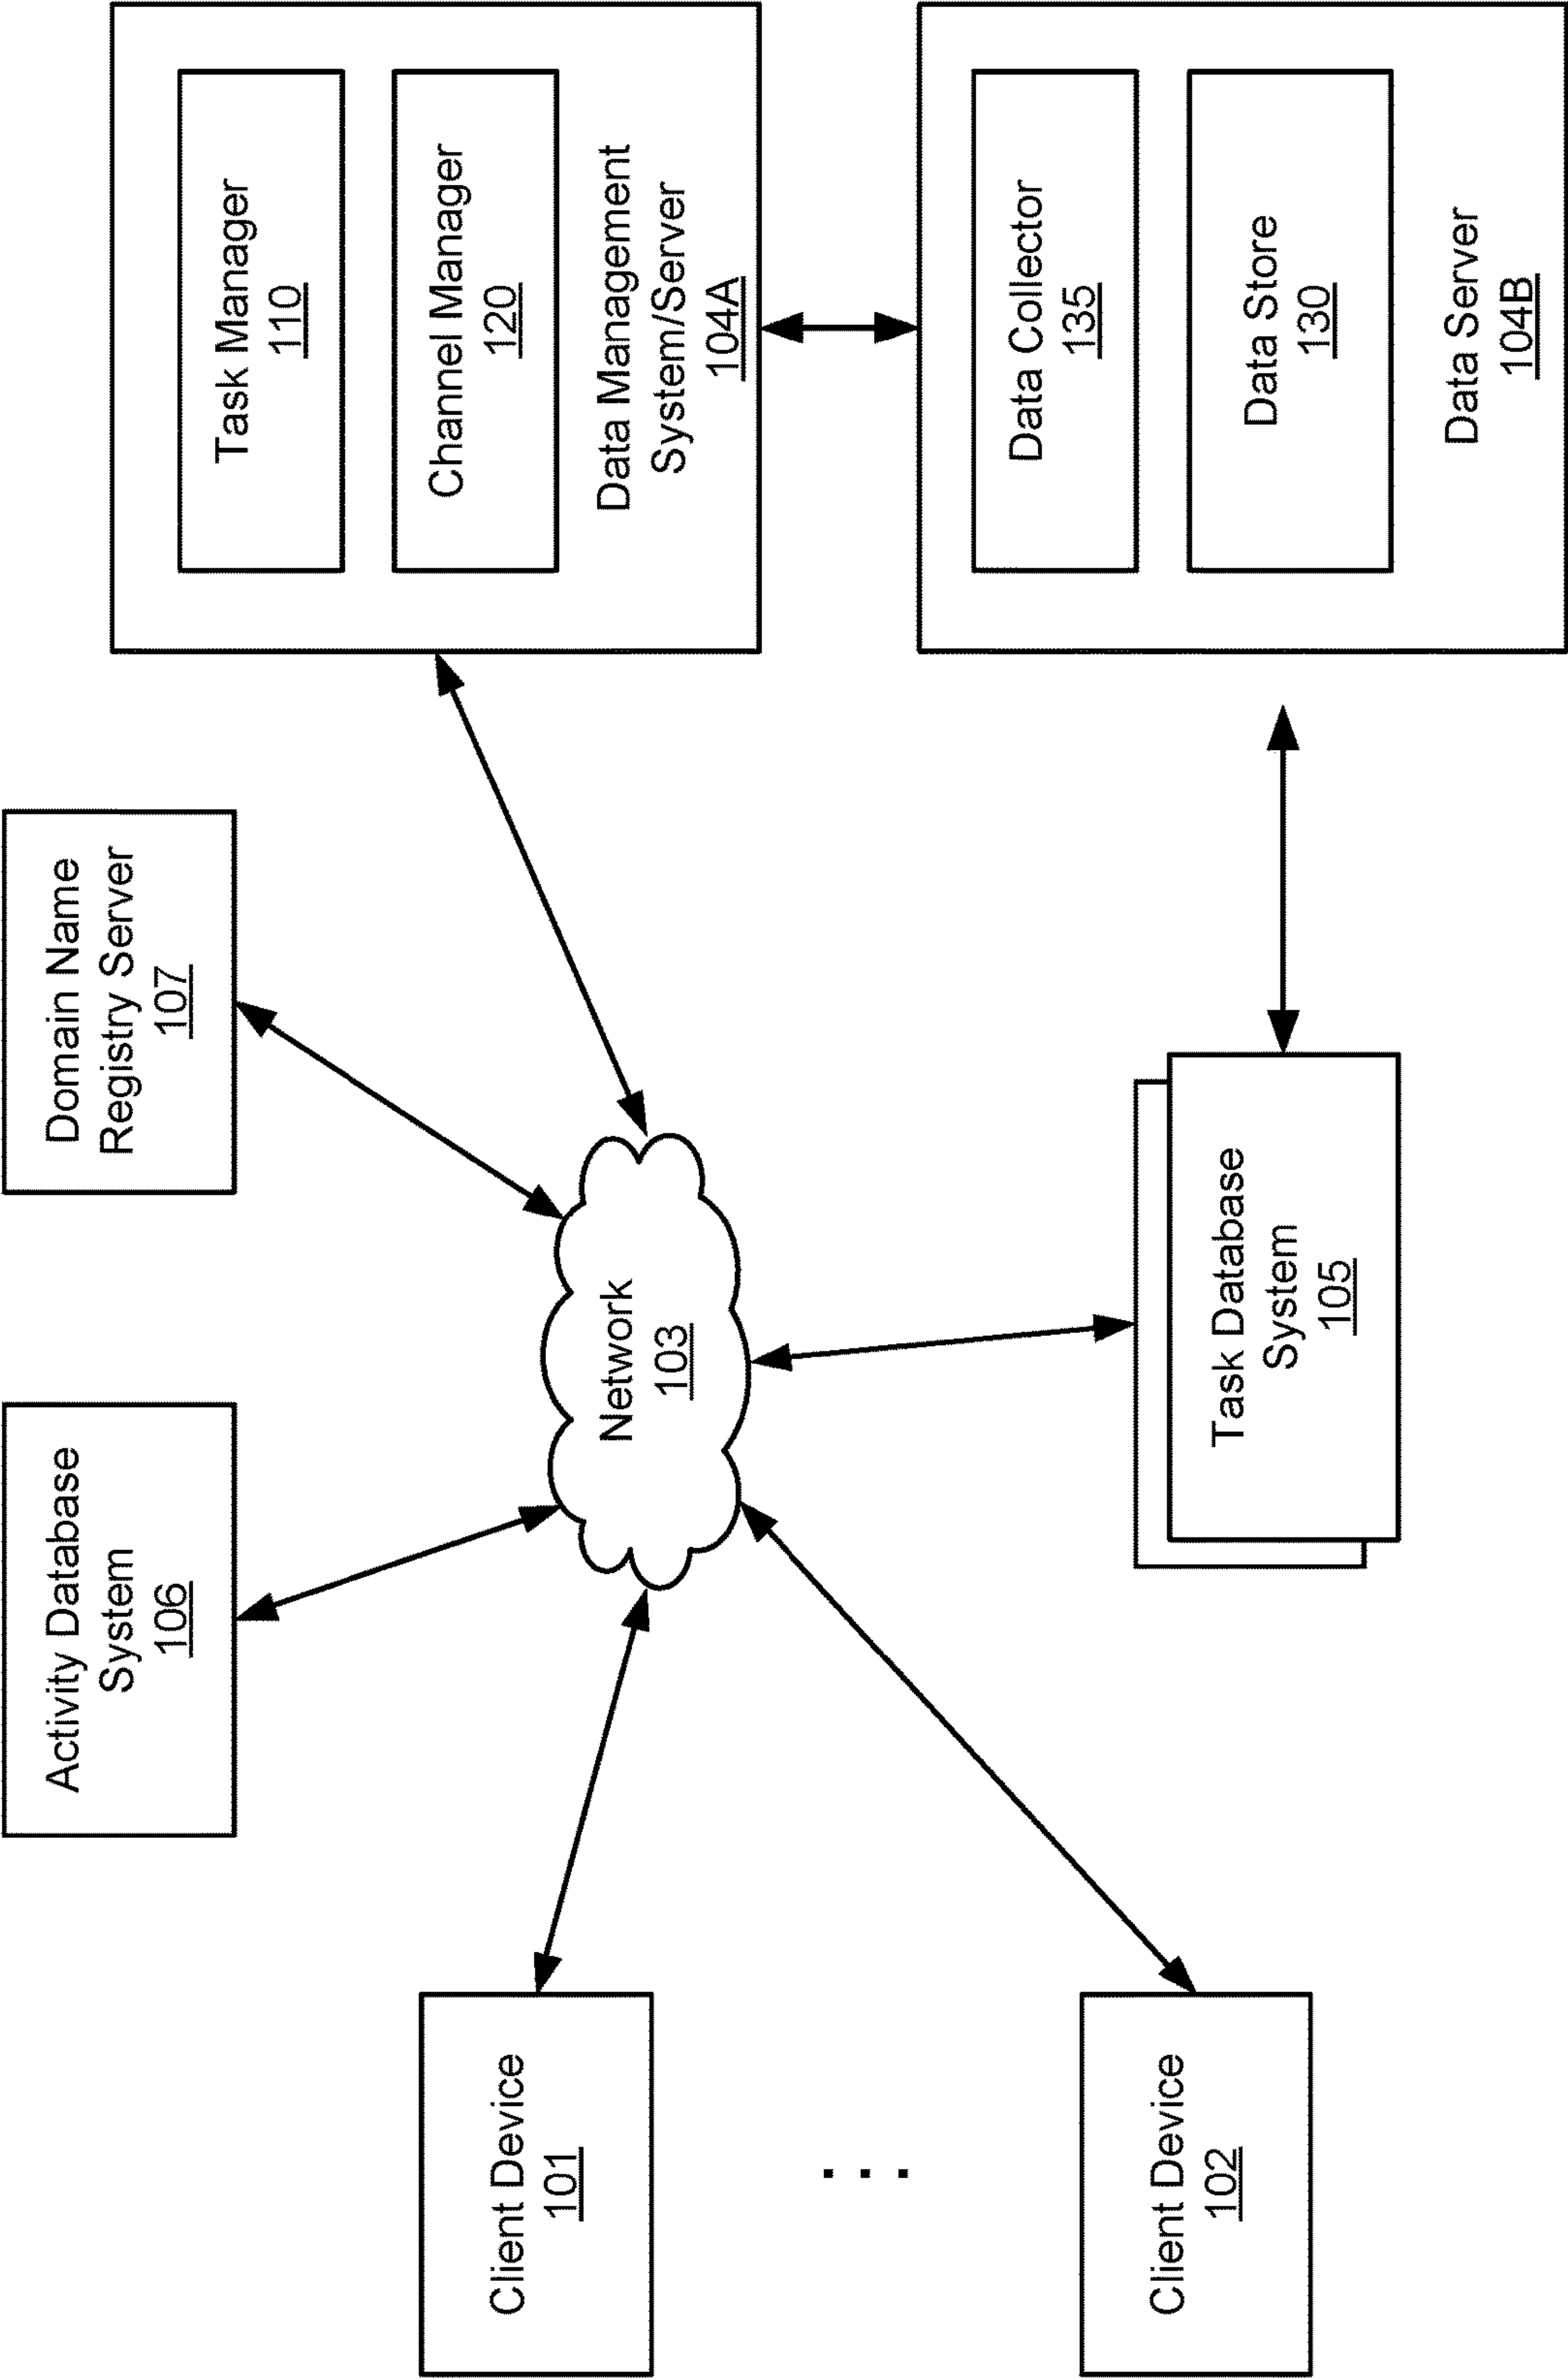 Activity Database
System
106
Domain Name
Registry Server
107
Task Manager
110
Channel Manager
120
Data Management
System/Server
104A
Client Device
101
Network
103
. . .
Client Device
102
Task Database
System
105
Data Collector
135
Data Store
130
Data Server
104B